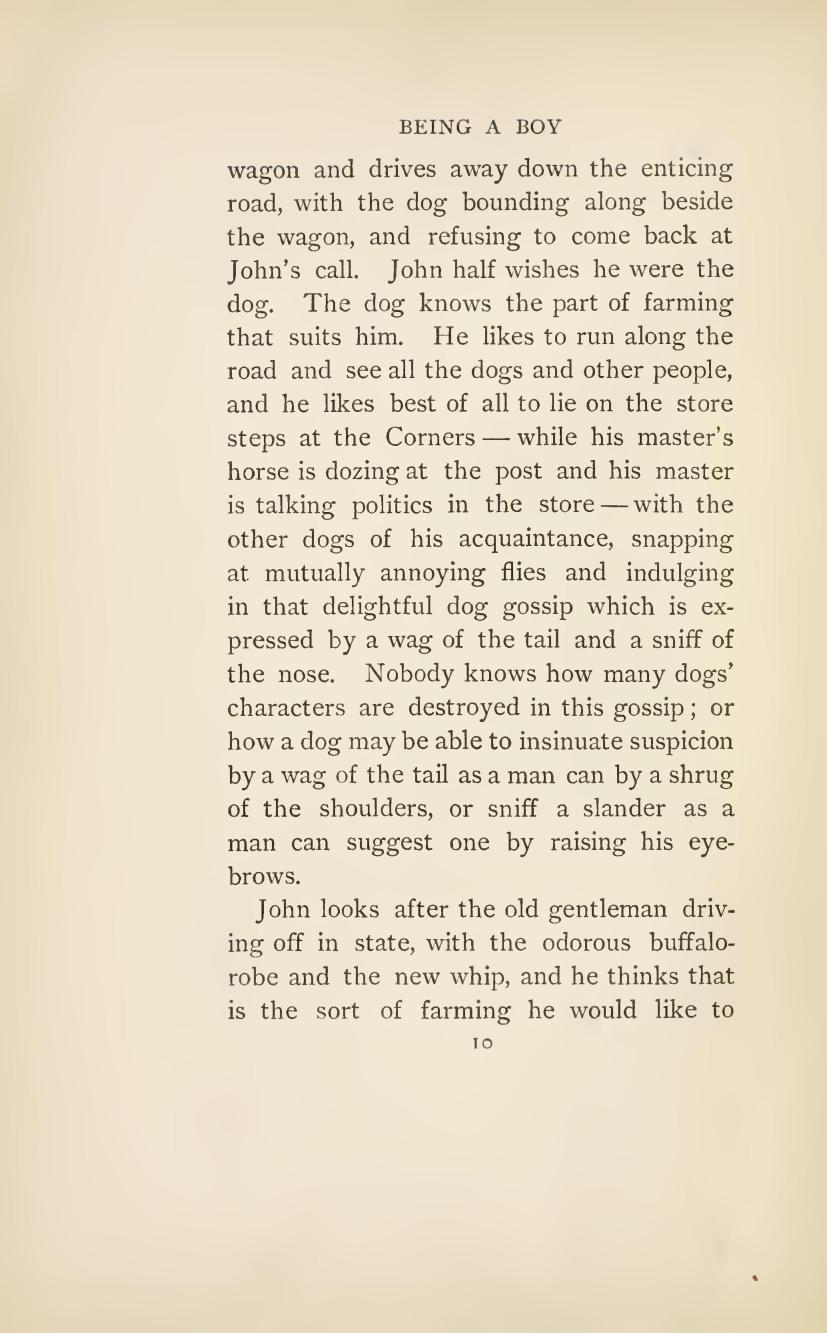 BEING A BOY
wagon and drives away down the enticing
road, with the dog bounding along beside
the wagon, and refusing to come back at
John's call. John half wishes he were the
dog. The dog knows the part of farming
that suits him. He likes to run along the
road and see all the dogs and other people,
and he likes best of all to lie on the store
steps at the Corners — while his master's
horse is dozing at the post and his master
is talking politics in the store — with the
other dogs of his acquaintance, snapping
at mutually annoying flies and indulging
in that delightful dog gossip which is ex-
pressed by a wag of the tail and a sniff of
the nose. Nobody knows how many dogs'
characters are destroyed in this gossip; or
how a dog may be able to insinuate suspicion
by a wag of the tail as a man can by a shrug
of the shoulders, or sniff a slander as a
man can suggest one by raising his eye-
brows.
John looks after the old gentleman driv-
ing off in state, with the odorous buffalo-
robe and the new whip, and he thinks that
is the sort of farming he would like to
10